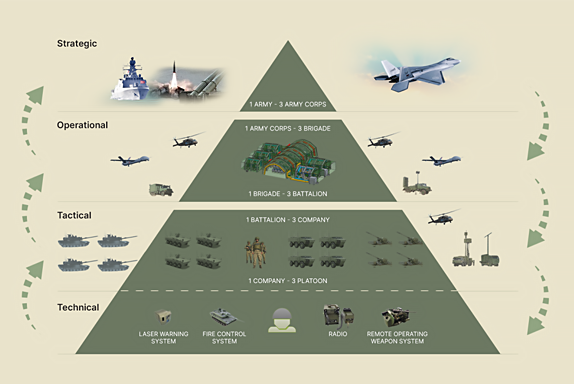 Strategic
1 ARMY - 3 ARMY CORPS
Operational
1 ARMY CORPS - 3 BRIGADE
1 BRIGADE - 3 BATTALION
Tactical
1 BATTALION - 3 COMPANY
1 COMPANY - 3 PLATOON
Technical
LASER WARNING
SYSTEM
FIRE CONTROL
SYSTEM
RADIO
REMOTE OPERATING
WEAPON SYSTEM